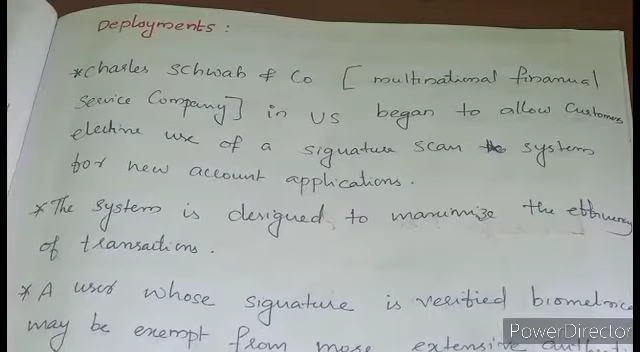 Deployments :
*Charles Schwab & Co [ multinational financial
Service Company ] in US began to allow Customers
elective use of a signature scan system
for new account applications.
*The system is designed to maximize the efficiency
of transactions.
*A user whose signature is verified biometrica
may be exempt from more extensive
PowerDirector